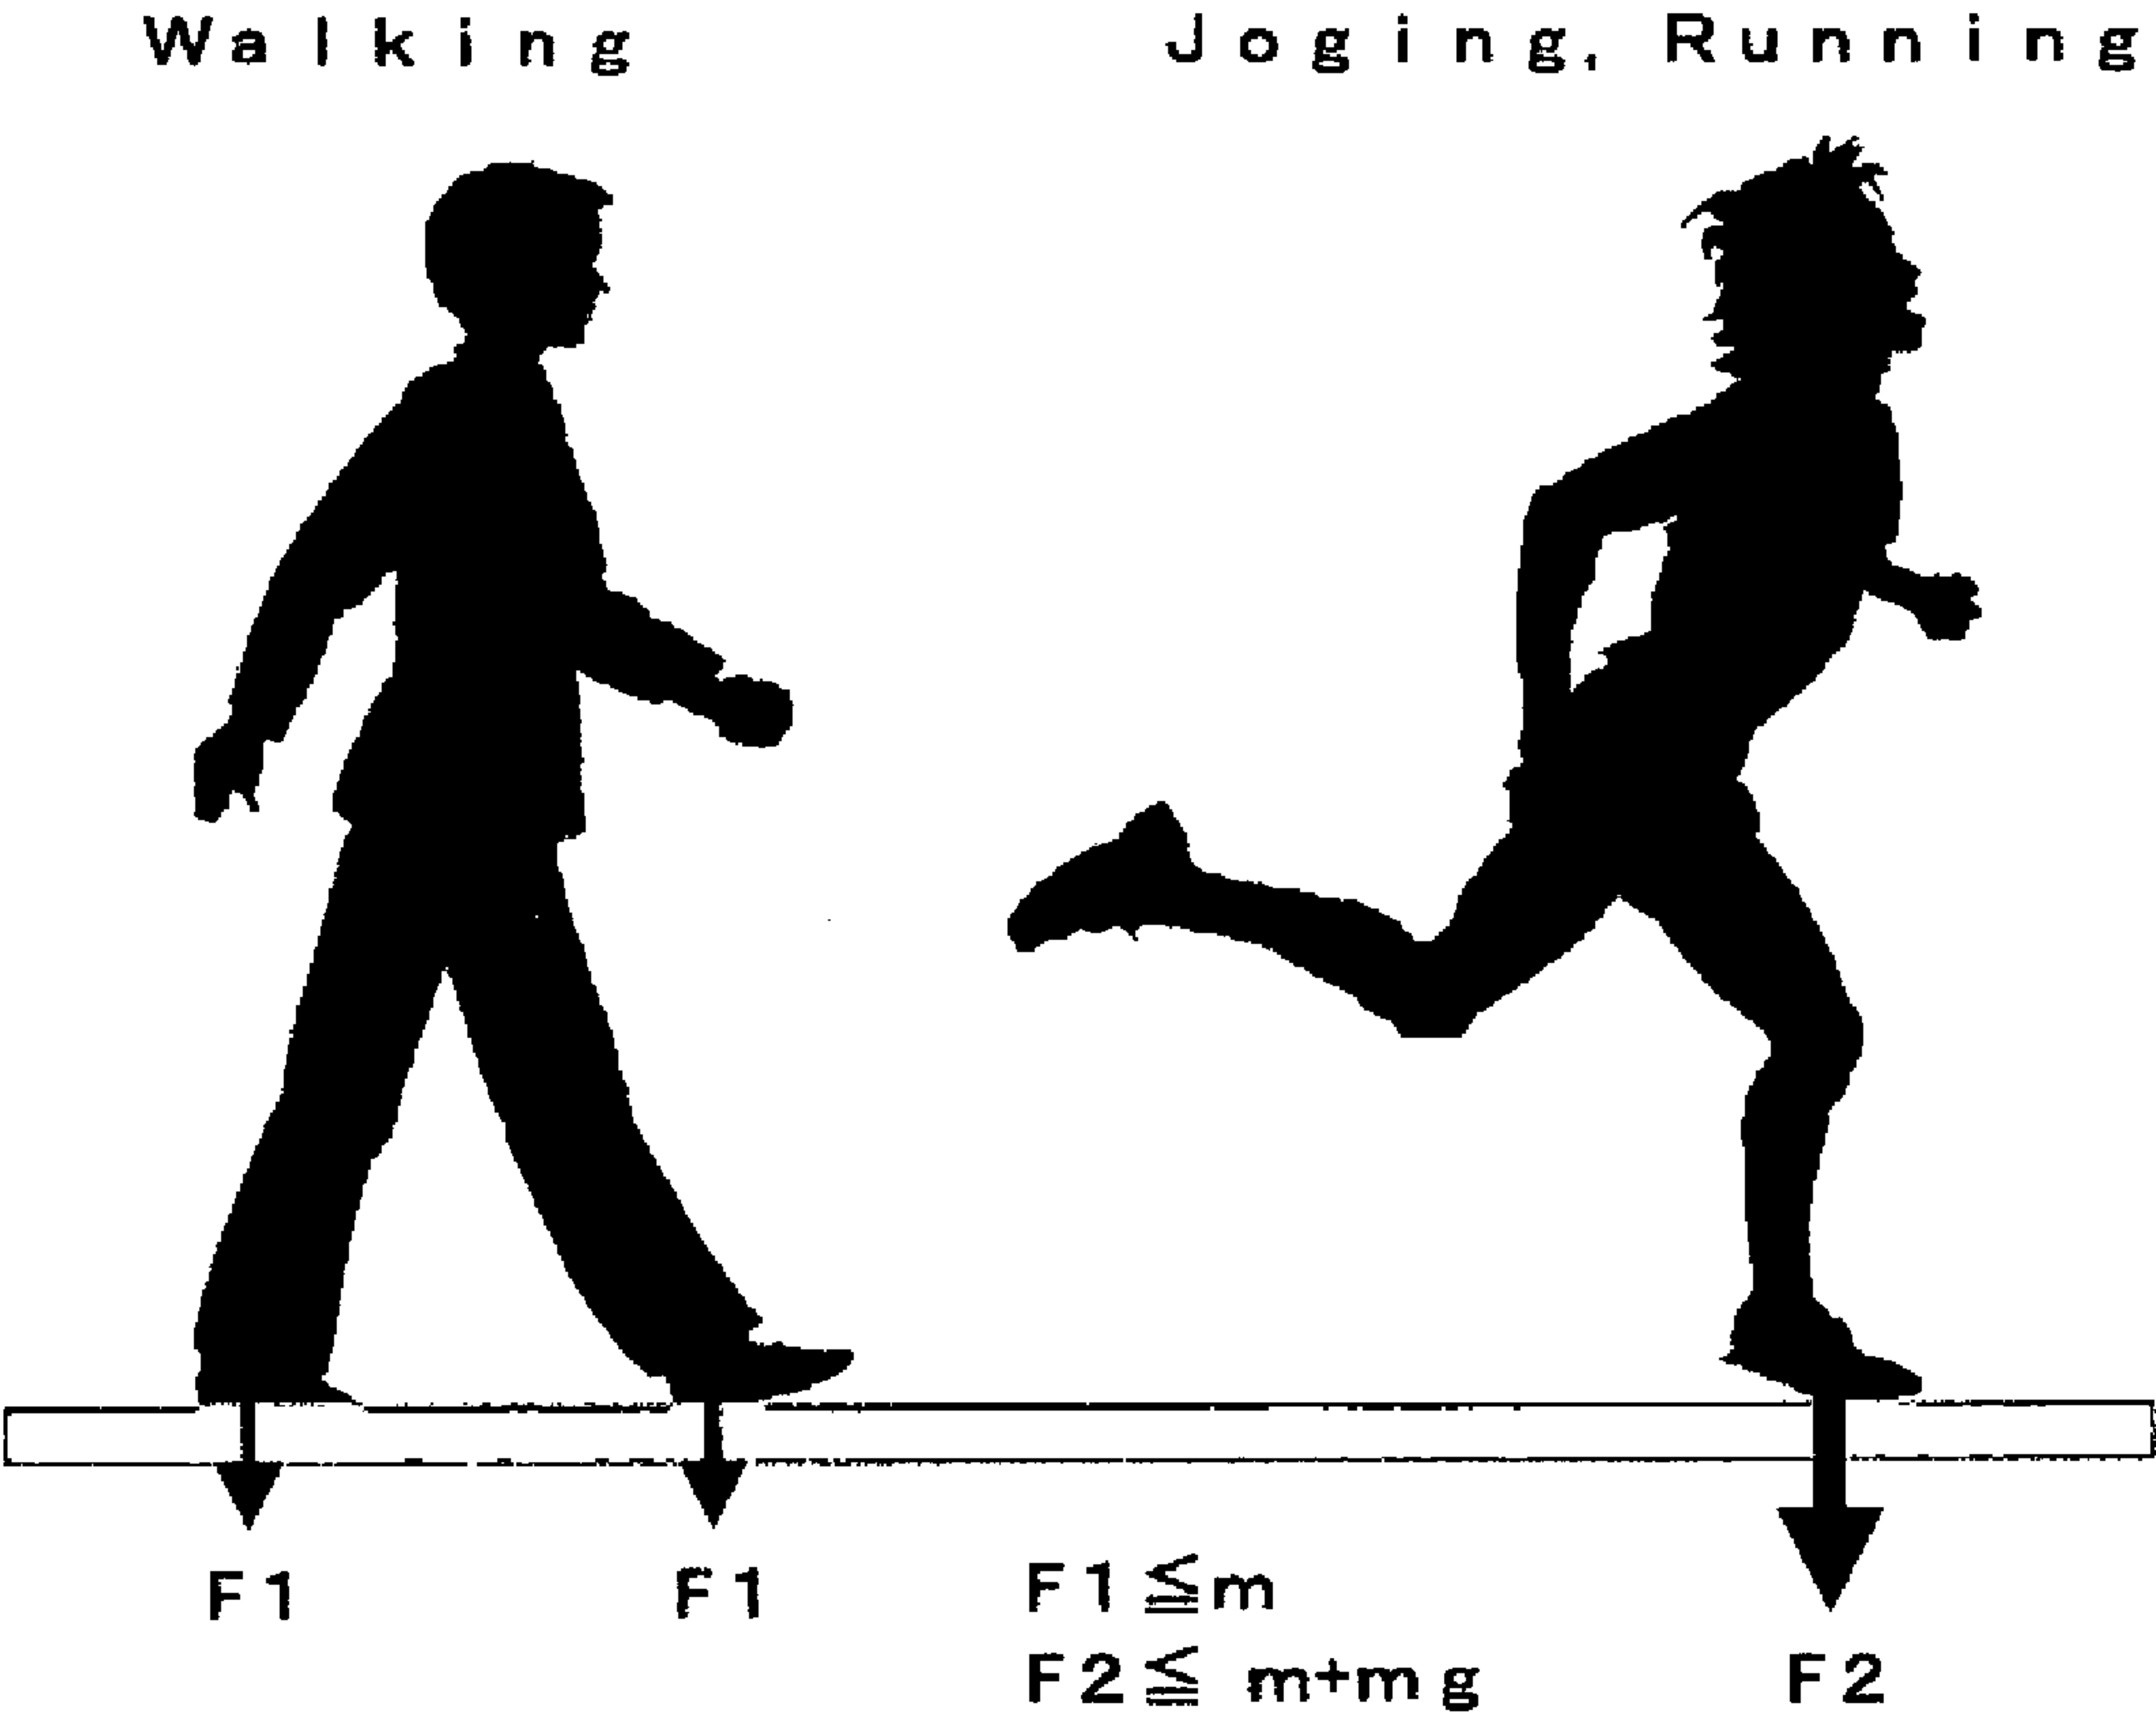 Walking
Joging, Running
F1
F1
F1≦m
F2≦ m+mg
F2